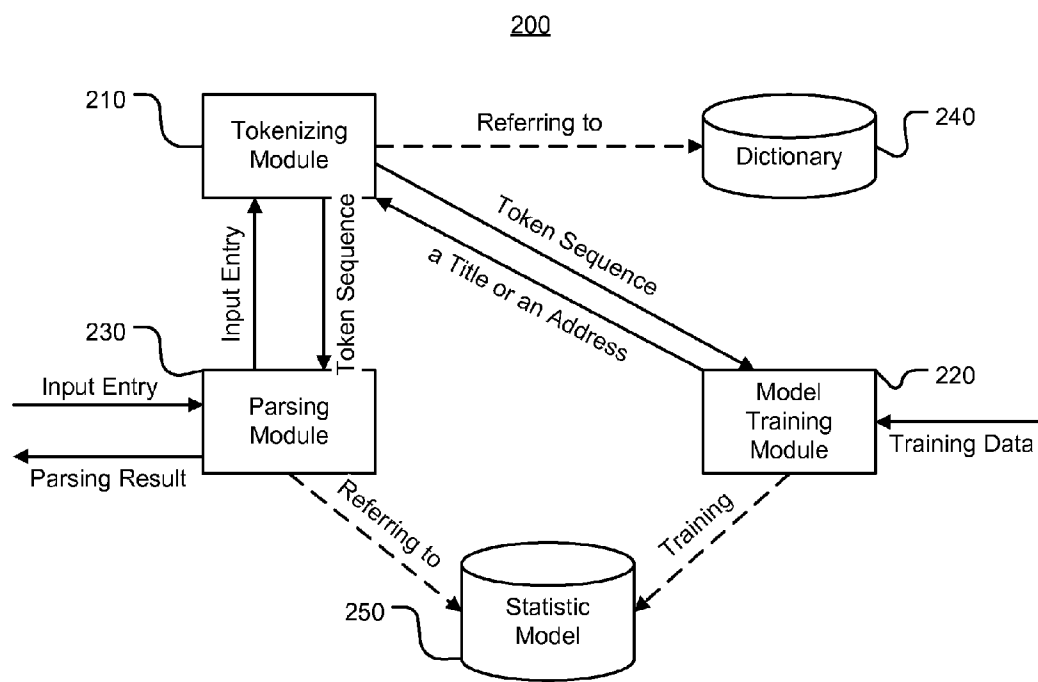 200
210
Tokenizing
Module
Referring to
Dictionary
240
Input Entry
Token Sequence
Token Sequence
a Title or an Address
230
Input Entry
Parsing
Module
Parsing Result
Model
Training
Module
220
Training Data
Referring to
Training
Statistic
Model
250